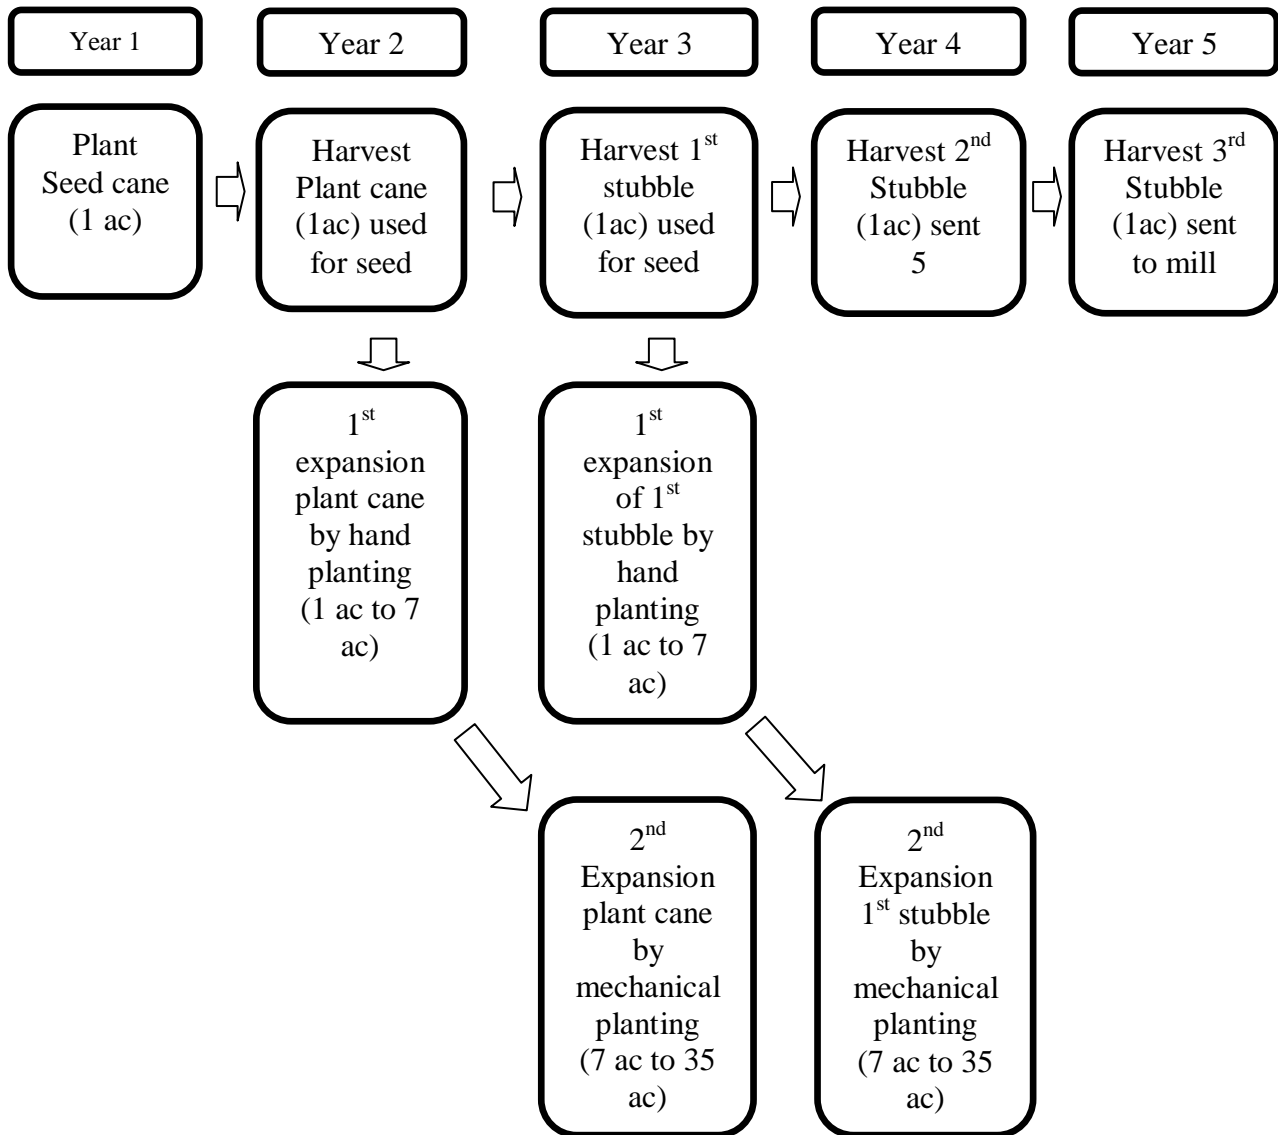 Year 1
Year 2
Year 3
Year 4
Year 5
Plant
Seed cane
(1 ac)
Harvest
Plant cane
(1ac) used
for seed
Harvest 1st
stubble
(1ac) used
for seed
Harvest 2nd
Stubble
(1ac) sent
5
Harvest 3rd
Stubble
(1ac) sent
to mill
1st
expansion
plant cane
by hand
planting
(1 ac to 7
ac)
1st
expansion
of 1st
stubble by
hand
planting
(1 ac to 7
ac)
2nd
Expansion
plant cane
by
mechanical
planting
(7 ac to 35
ac)
2nd
Expansion
1st stubble
by
mechanical
planting
(7 ac to 35
ac)